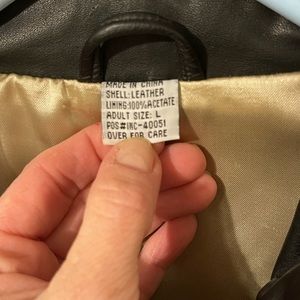 MADE IN CHINA
SHELL:LEATHER
LINING:100%ACETATE
ADULT SIZE: L
POS#INC-40051
OVER FOR CARE